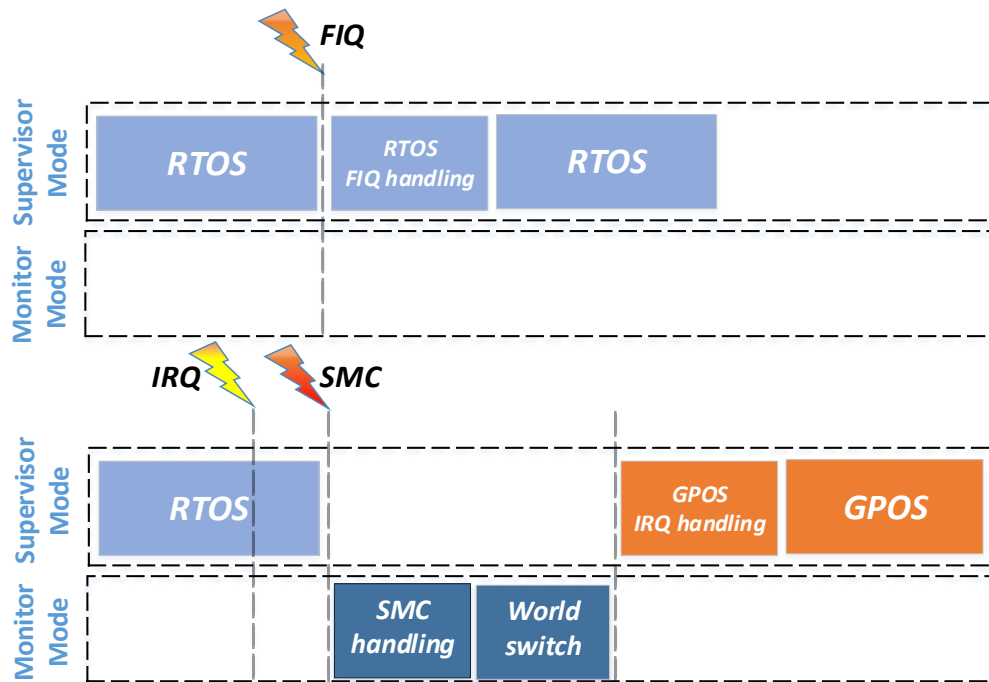 FIQ
Supervisor
Mode
RTOS
RTOS
FIQ handling
RTOS
Monitor
Mode
IRQ
SMC
Supervisor
Mode
RTOS
GPOS
IRQ handling
GPOS
Monitor
Mode
SMC
handling
World
switch